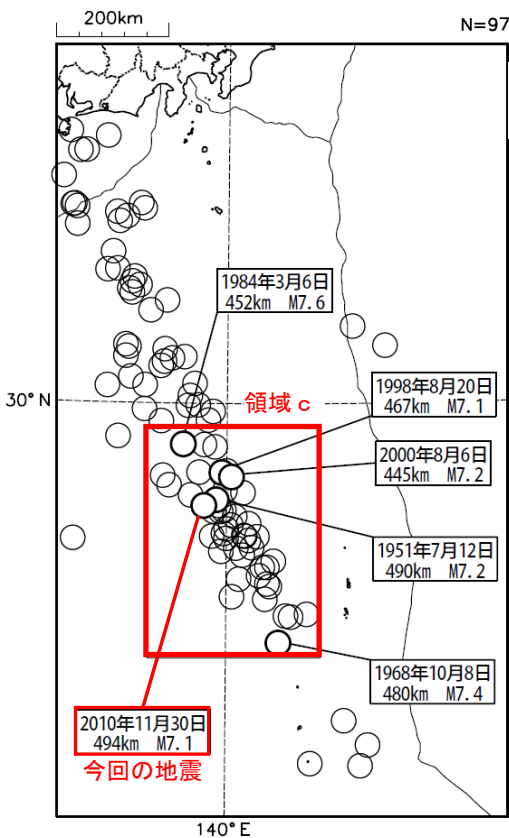 200km
N=97
1984年3月6日
452km M7.6
30°N
領域 c
1998年8月20日
467km M7.1
2000年8月6日
445km M7.2
1951年7月12日
490km M7.2
1968年10月8日
480km M7.4
2010年11月30日
494km M7.1
今回の地震
140°E